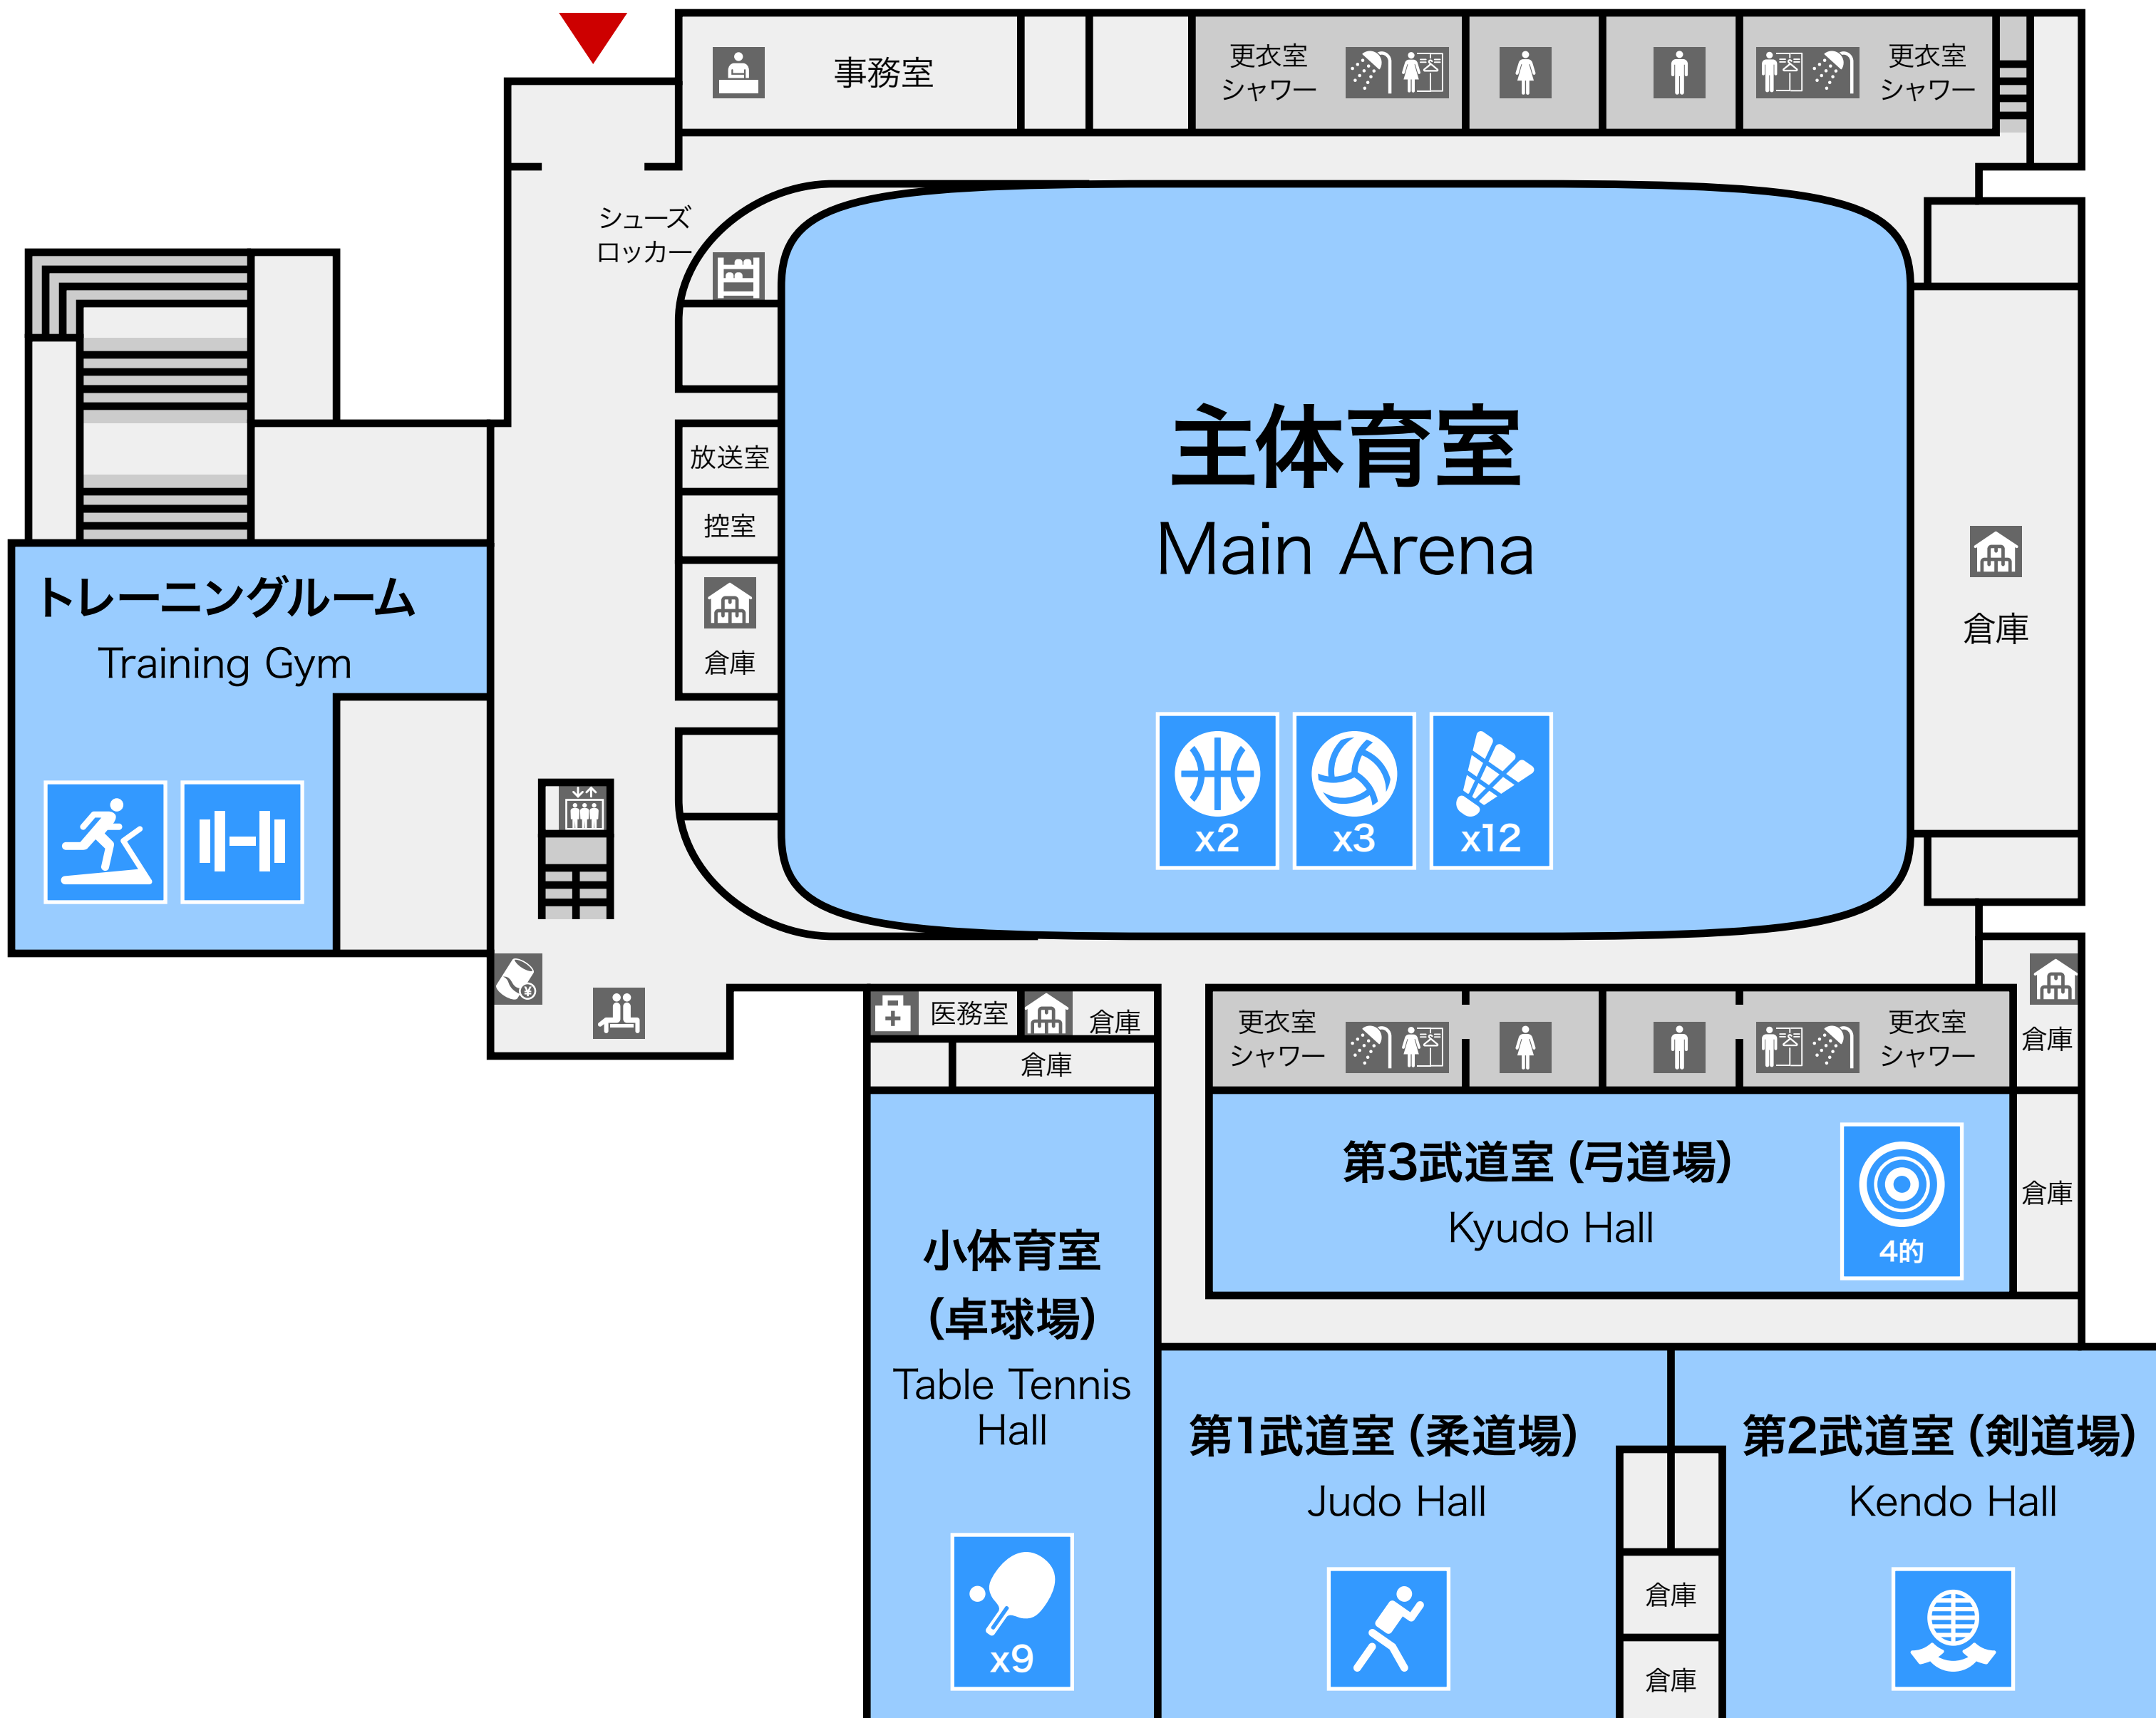 事務室
更衣室
シャワー
更衣室
シャワー
シューズ
ロッカー
主体育室
Main Arena
放送室
控室
倉庫
倉庫
トレーニングルーム
Training Gym
x2
x3
x12
¥
医務室
倉庫
倉庫
更衣室
シャワー
更衣室
シャワー
倉庫
第3武道室（弓道場）
Kyudo Hall
4的
倉庫
小体育室
（卓球場）
Table Tennis
Hall
x9
第1武道室（柔道場）
Judo Hall
第2武道室（剣道場）
Kendo Hall
倉庫
倉庫